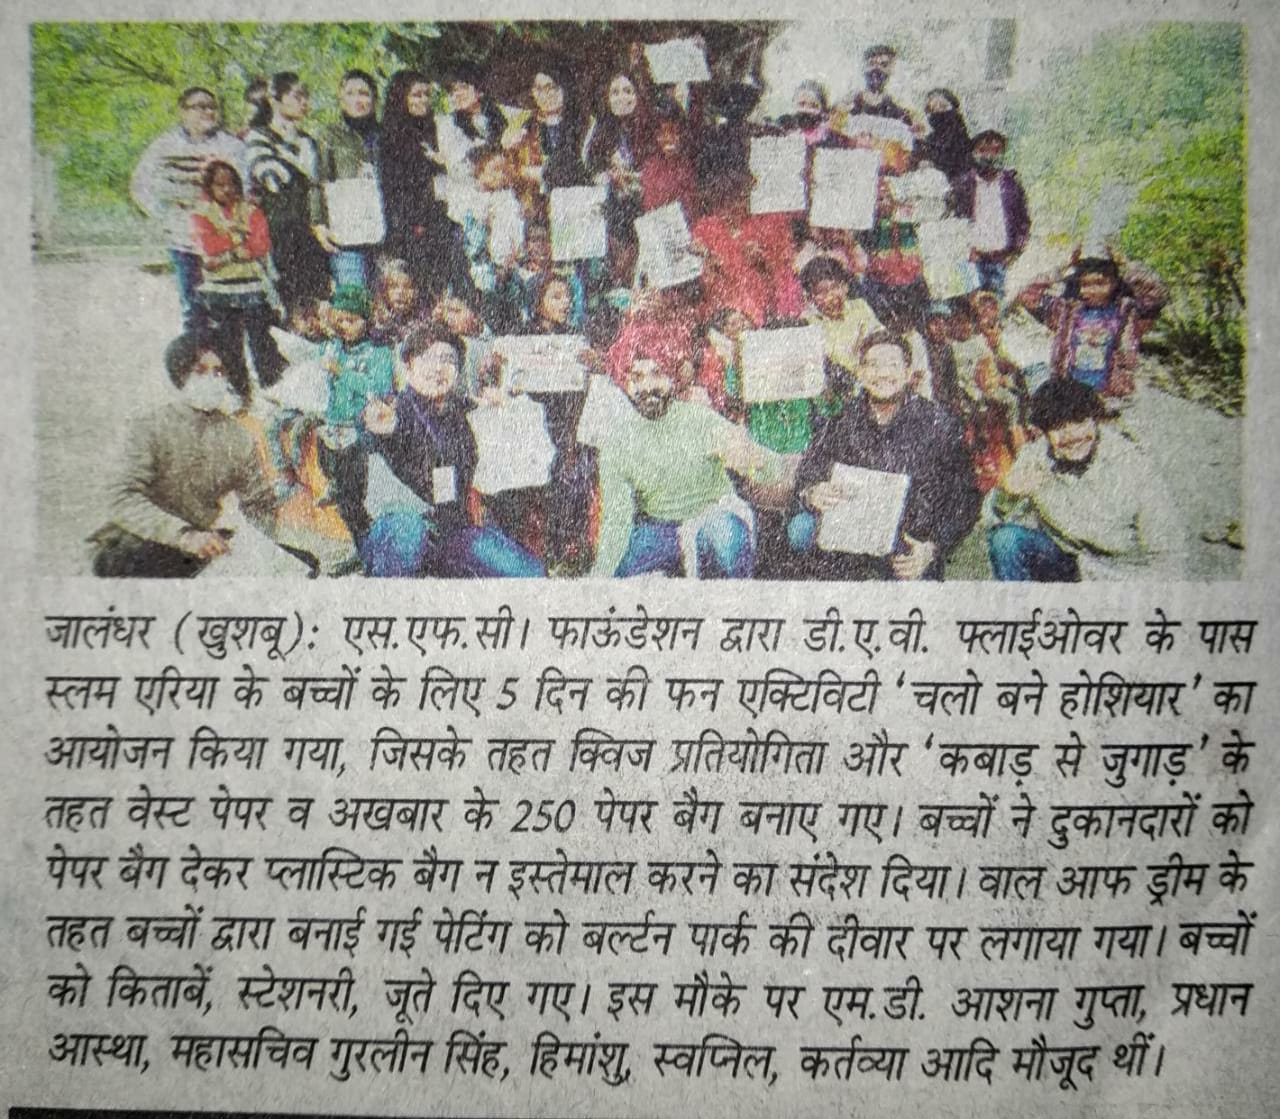 जालंधर (खुशबू): एस.एफ.सी। फाऊंडेशन द्वारा डी.ए.वी. फ्लाईओवर के पास
स्लम एरिया के बच्चों के लिए 5 दिन की फन एक्टिविटी ‘चलो बने होशियार’ का
आयोजन किया गया, जिसके तहत क्विज प्रतियोगिता और ‘कबाड़ से जुगाड़’ के
तहत वेस्ट पेपर व अखबार के 250 पेपर बैग बनाए गए। बच्चों ने दुकानदारों को
पेपर बैग देकर प्लास्टिक बैग न इस्तेमाल करने का संदेश दिया। वाल आफ ड्रीम के
तहत बच्चों द्वारा बनाई गई पेटिंग को बर्ल्टन पार्क की दीवार पर लगाया गया। बच्चों
को किताबें, स्टेशनरी, जूते दिए गए। इस मौके पर एम.डी. आशना गुप्ता, प्रधान
आस्था, महासचिव गुरलीन सिंह, हिमांशु, स्वप्निल, कर्तव्या आदि मौजूद थीं।